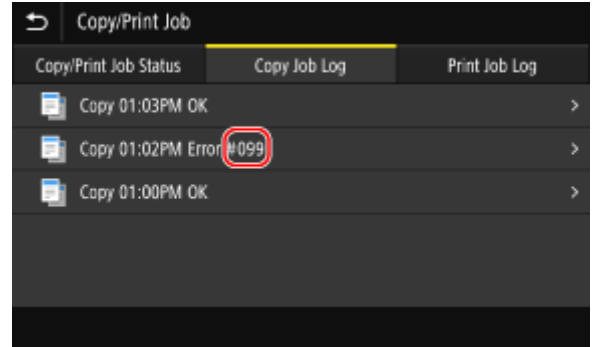 Copy/Print Job
Copy/Print Job Status Copy Job Log Print Job Log
Copy 01:03PM OK
Copy 01:02PM Error #099
Copy 01:00PM OK